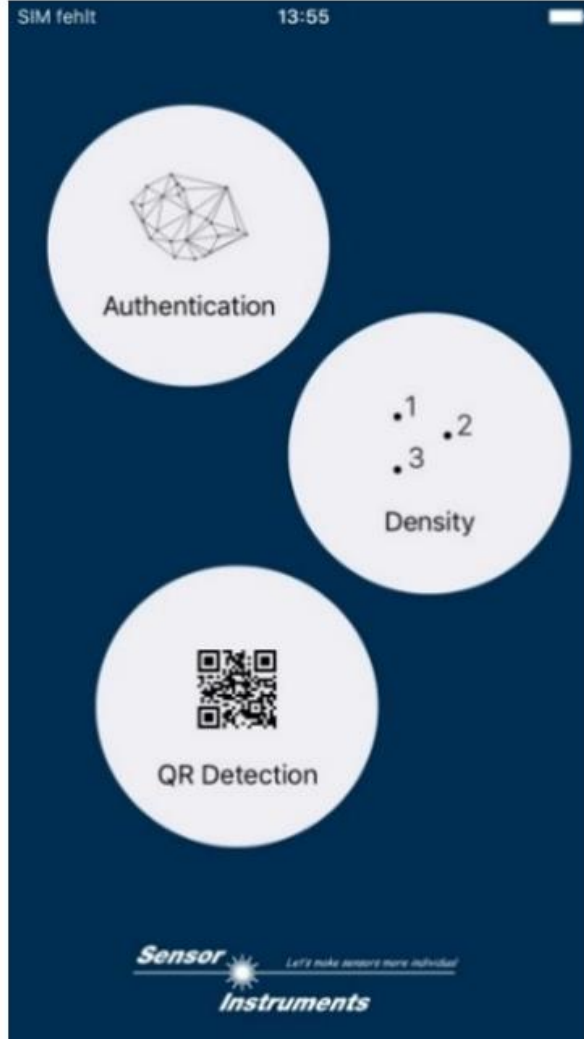 SIM fehlt 13:55
Authentication
1
2
3
Density
QR Detection
Sensor
Let's make sensors more individual
Instruments